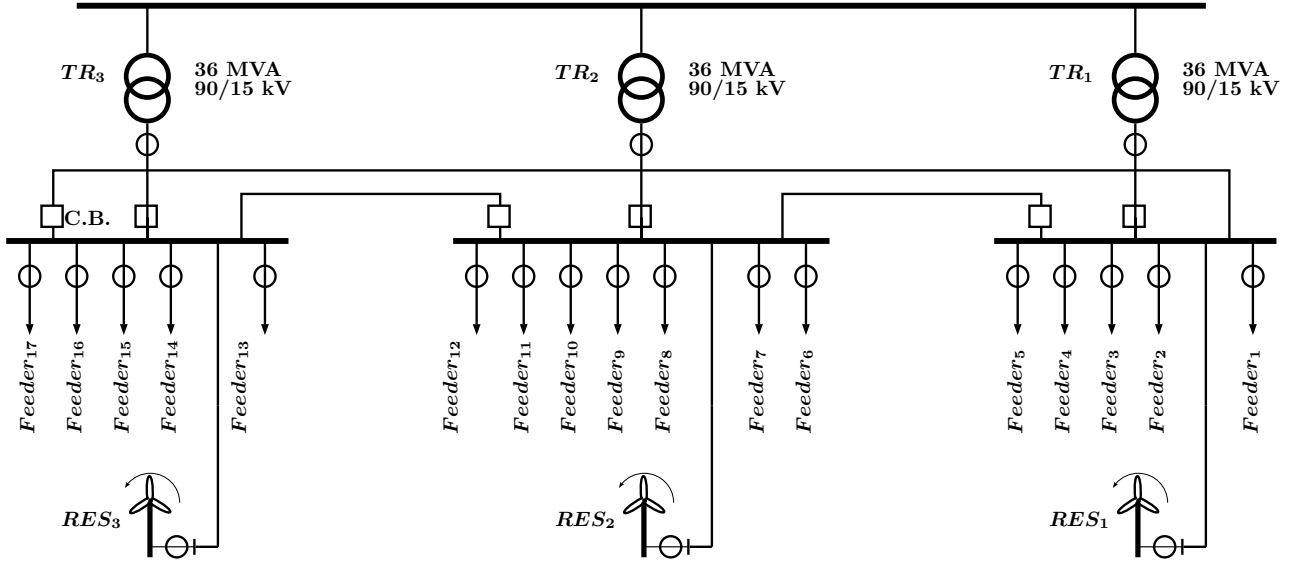 TR₃
36 MVA
90/15 kV
TR₂
36 MVA
90/15 kV
TR₁
36 MVA
90/15 kV
C.B.
Feeder₁₇
Feeder₁₆
Feeder₁₅
Feeder₁₄
Feeder₁₃
Feeder₁₂
Feeder₁₁
Feeder₁₀
Feeder₉
Feeder₈
Feeder₇
Feeder₆
Feeder₅
Feeder₄
Feeder₃
Feeder₂
Feeder₁
RES₃
RES₂
RES₁